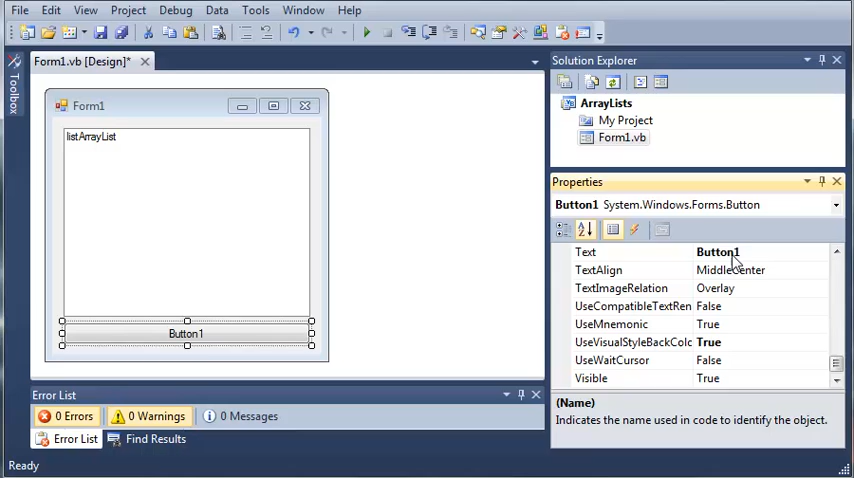 File Edit View Project Debug Data Tools Window Help
Toolbox
Form1.vb [Design]*
Form1
listArrayList
Button1
Error List
0 Errors 0 Warnings 0 Messages
Error List Find Results
Ready
Solution Explorer
ArrayLists
My Project
Form1.vb
Properties
Button1 System.Windows.Forms.Button
Text Button1
TextAlign MiddleCenter
TextImageRelation Overlay
UseCompatibleTextRen False
UseMnemonic True
UseVisualStyleBackColo True
UseWaitCursor False
Visible True
(Name)
Indicates the name used in code to identify the object.